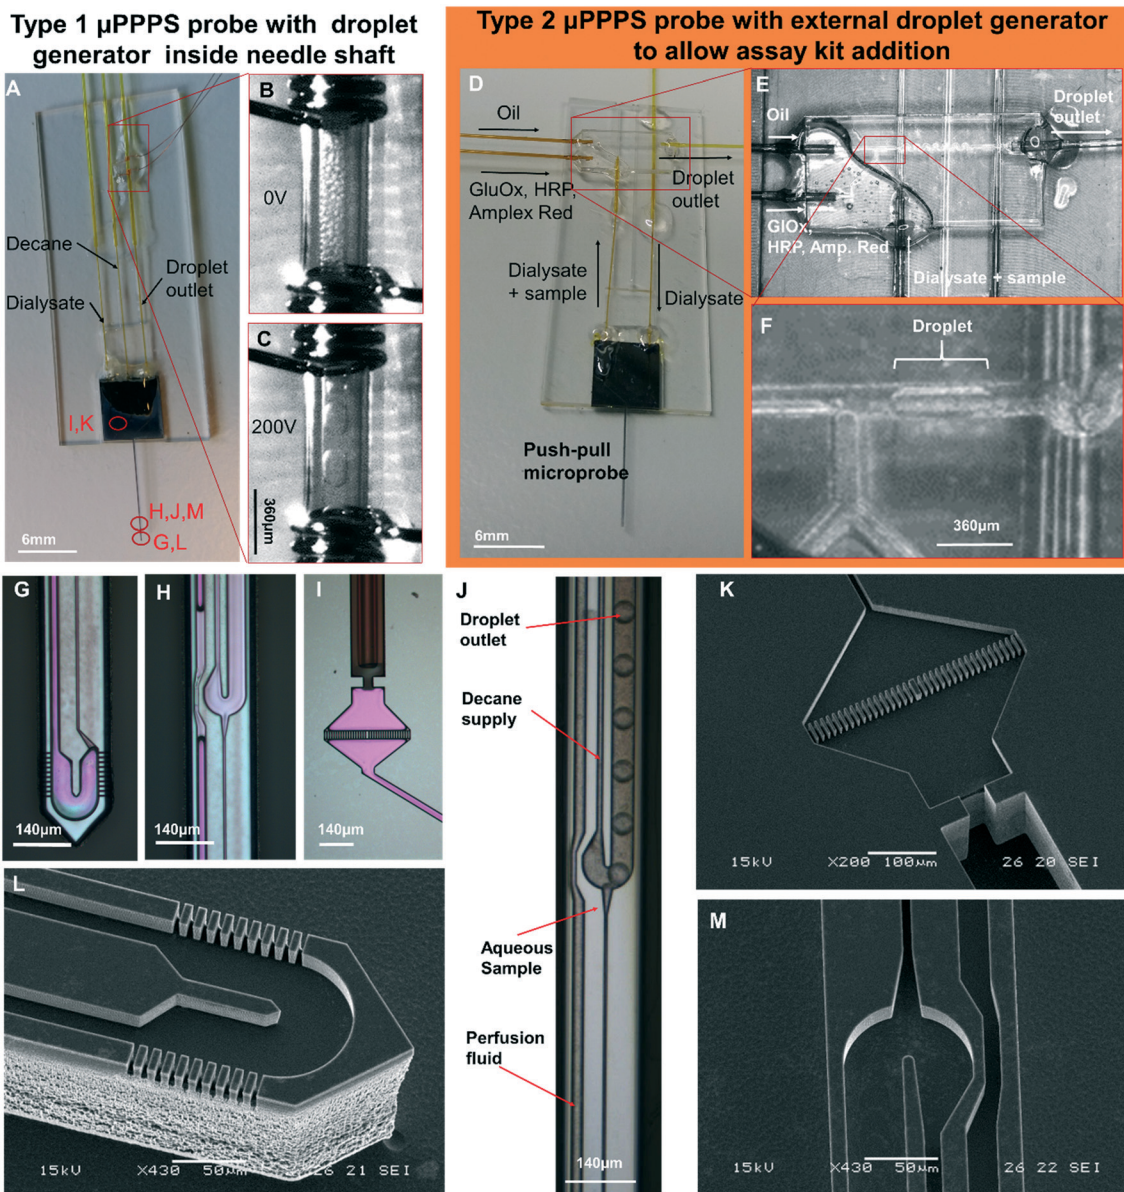 Type 1 µPPPS probe with droplet
generator inside needle shaft
Type 2 µPPPS probe with external droplet generator
to allow assay kit addition
A
Decane
Dialysate
Droplet
outlet
I,K
H,J,M
G,L
6mm
B
0V
C
200V
360µm
D
Oil
GluOx, HRP,
Amplex Red
Droplet
outlet
Dialysate
+ sample
Dialysate
Push-pull
microprobe
6mm
E
Oil
Droplet
outlet
GlOx,
HRP, Amp. Red
Dialysate + sample
F
Droplet
360µm
G
140µm
H
140µm
I
140µm
J
Droplet
outlet
Decane
supply
Aqueous
Sample
Perfusion
fluid
140µm
K
15kV X200 100µm 26 20 SEI
L
15kV X430 50µm 26 21 SEI
M
15kV X430 50µm 26 22 SEI